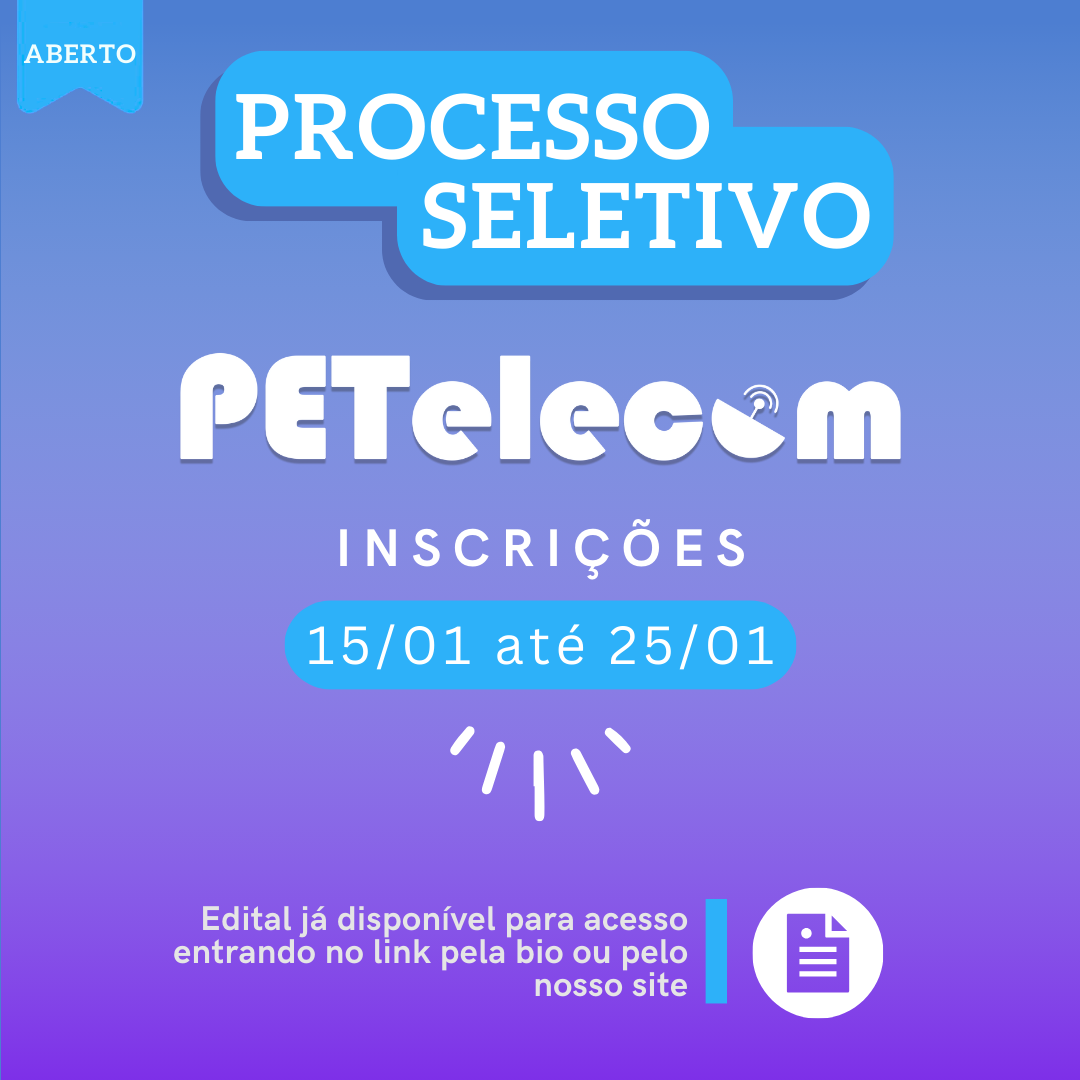 ABERTO
PROCESSO
SELETIVO
PETelecom
INSCRIÇÕES
15/01 até 25/01
Edital já disponível para acesso
entrando no link pela bio ou pelo
nosso site